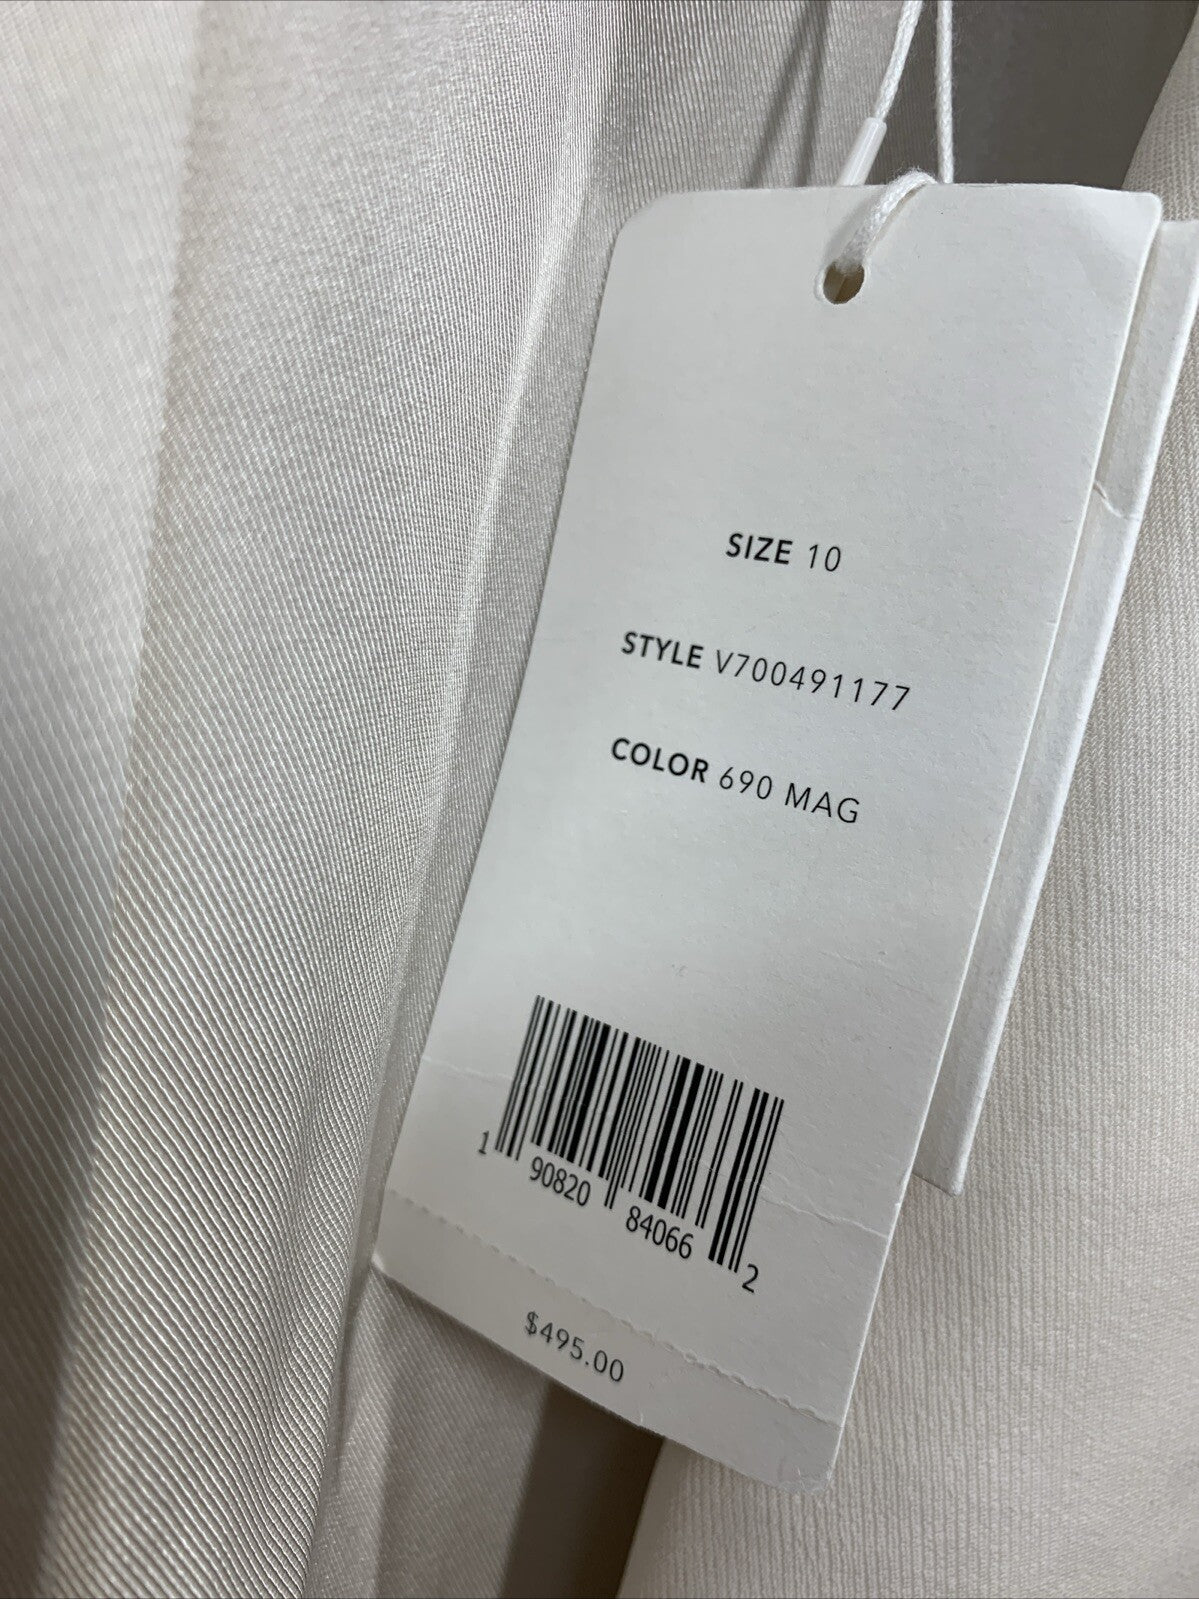 SIZE 10
STYLE V700491177
COLOR 690 MAG
1 90820 84066 2
$495.00